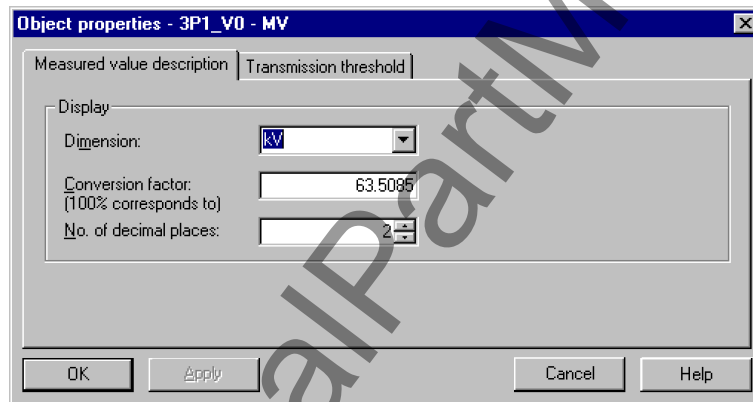 Object properties - 3P1_V0 - MV
Measured value description
Transmission threshold
Display
Dimension:
kV
Conversion factor:
63.5085
(100% corresponds to)
No. of decimal places:
2
OK
Apply
Cancel
Help